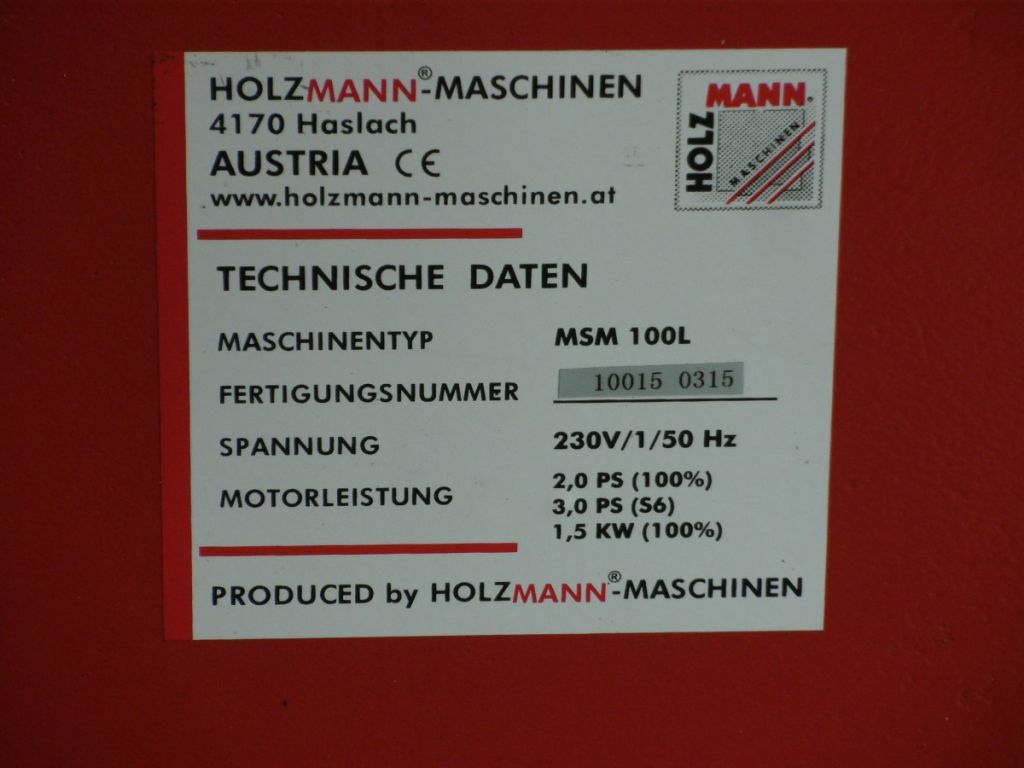 HOLZMANN®-MASCHINEN
4170 Haslach
AUSTRIA CE
www.holzmann-maschinen.at
HOLZ MANN®
MASCHINEN
TECHNISCHE DATEN
MASCHINENTYP MSM 100L
FERTIGUNGSNUMMER 10015 0315
SPANNUNG 230V/1/50 Hz
MOTORLEISTUNG 2,0 PS (100%)
3,0 PS (S6)
1,5 KW (100%)
PRODUCED by HOLZMANN®-MASCHINEN